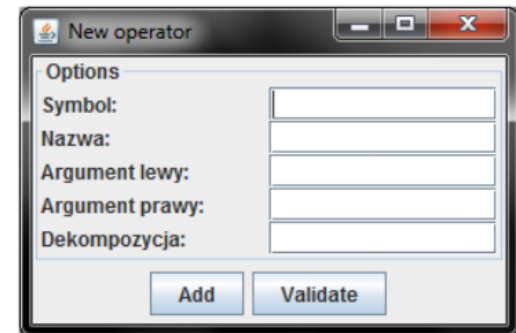 New operator
Options
Symbol:
Nazwa:
Argument lewy:
Argument prawy:
Dekompozycja:
Add Validate